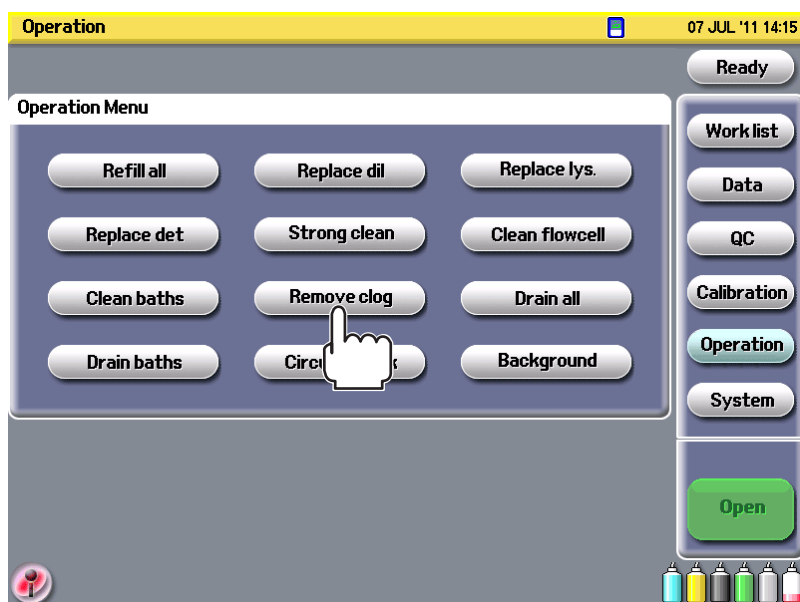 Operation
07 JUL '11 14:15
Ready
Operation Menu
Refill all
Replace dil
Replace lys.
Replace det
Strong clean
Clean flowcell
Clean baths
Remove clog
Drain all
Drain baths
Circu
Background
Work list
Data
QC
Calibration
Operation
System
Open